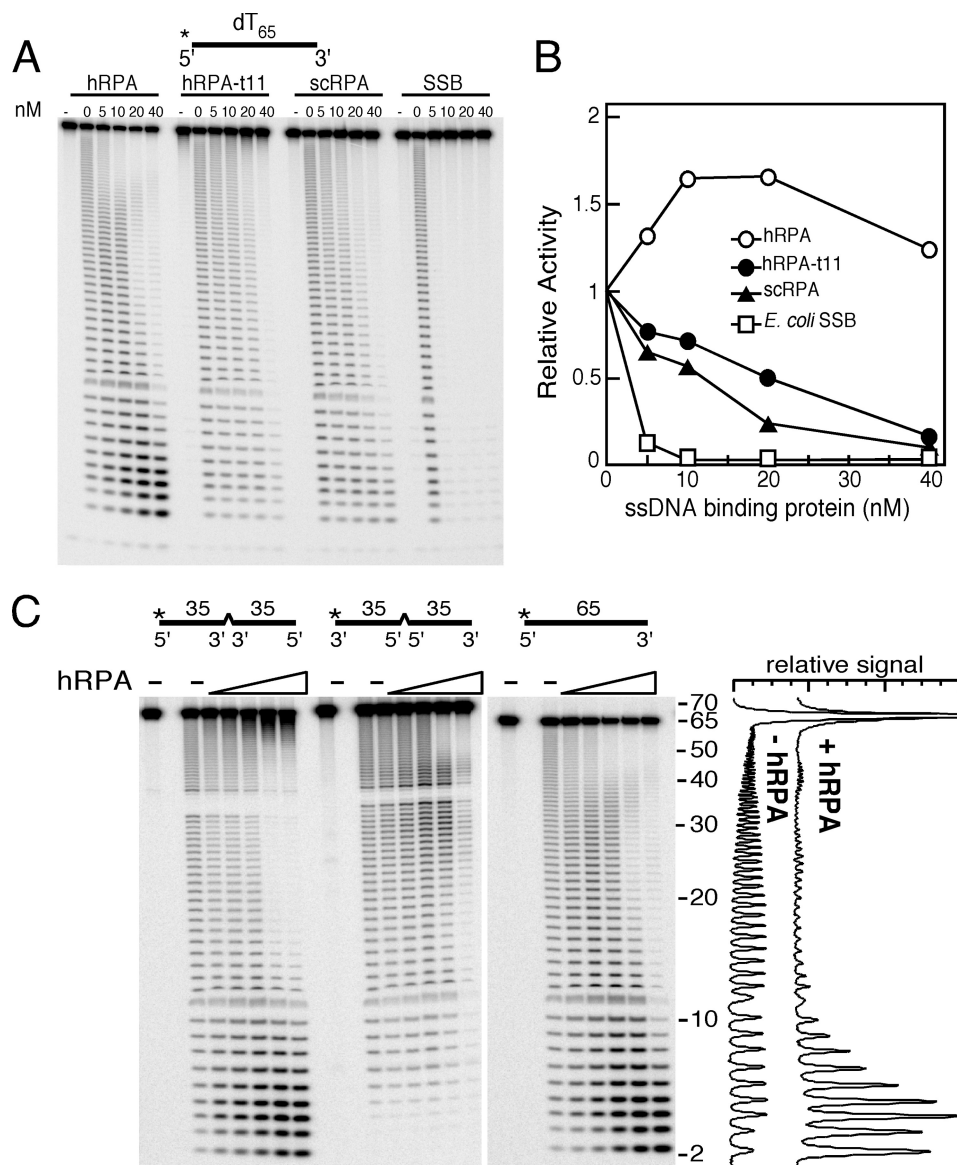 A
* dT65
5' 3'
hRPA hRPA-t11 scRPA SSB
nM - 0 5 10 20 40 - 0 5 10 20 40 - 0 5 10 20 40 - 0 5 10 20 40
B
2
1.5
1
0.5
0
Relative Activity
hRPA
hRPA-t11
scRPA
E. coli SSB
0 10 20 30 40
ssDNA binding protein (nM)
C
* 35 35 * 35 35 * 65
5' 3' 3' 5' 3' 5' 5' 3' 5' 3'
hRPA - - - - - -
relative signal
-70
-65
-50
-40
-30
-20
-10
-2
- hRPA
+ hRPA